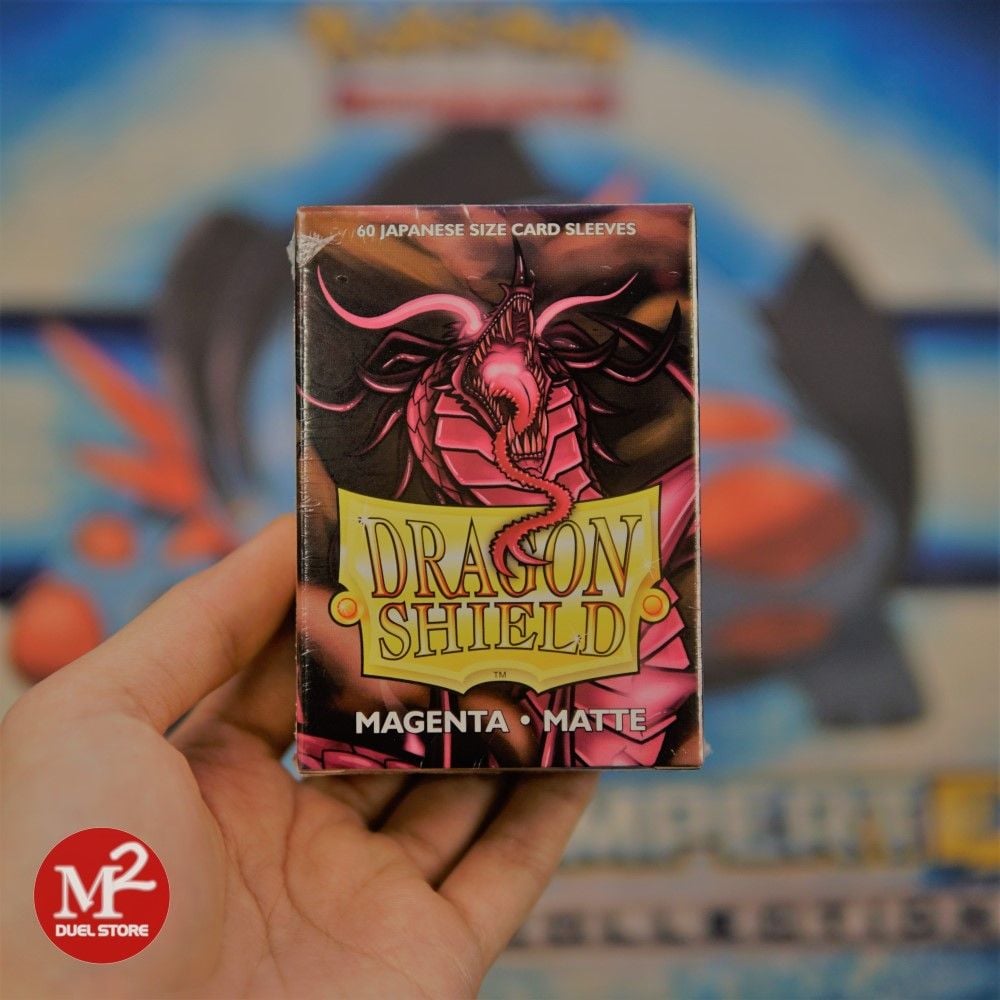 60 JAPANESE SIZE CARD SLEEVES
DRAGON
SHIELD
TM
MAGENTA • MATTE
M2
DUEL STORE